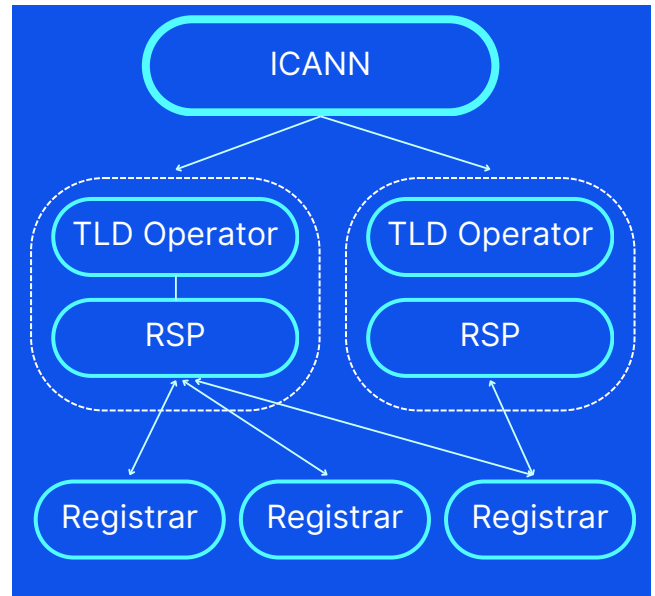 ICANN
TLD Operator
TLD Operator
RSP
RSP
Registrar
Registrar
Registrar